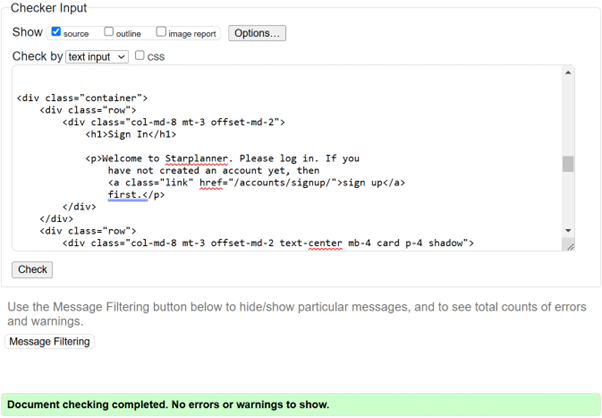 Checker Input
Show source outline image report Options...
Check by text input css
<div class="container">
<div class="row">
<div class="col-md-8 mt-3 offset-md-2">
<h1>Sign In</h1>
<p>Welcome to Starplanner. Please log in. If you
have not created an account yet, then
<a class="link" href="/accounts/signup/">sign up</a>
first.</p>
</div>
</div>
<div class="row">
<div class="col-md-8 mt-3 offset-md-2 text-center mb-4 card p-4 shadow">
Check
Use the Message Filtering button below to hide/show particular messages, and to see total counts of errors
and warnings.
Message Filtering
Document checking completed. No errors or warnings to show.